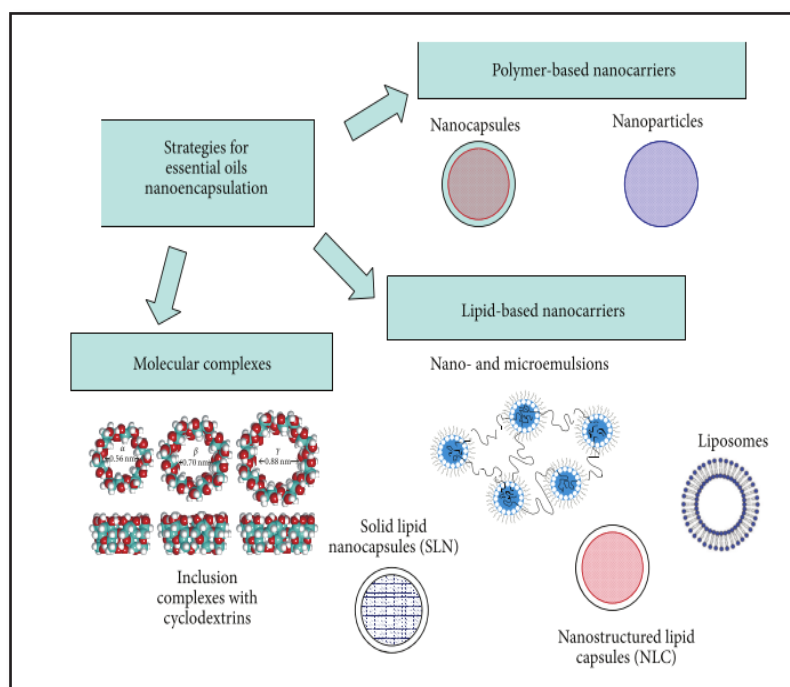 Polymer-based nanocarriers
Strategies for
essential oils
nanoencapsulation
Nanocapsules
Nanoparticles
Lipid-based nanocarriers
Molecular complexes
Nano- and microemulsions
α
0.56 nm
β
0.70 nm
γ
0.88 nm
Liposomes
Solid lipid
nanocapsules (SLN)
Inclusion
complexes with
cyclodextrins
Nanostructured lipid
capsules (NLC)